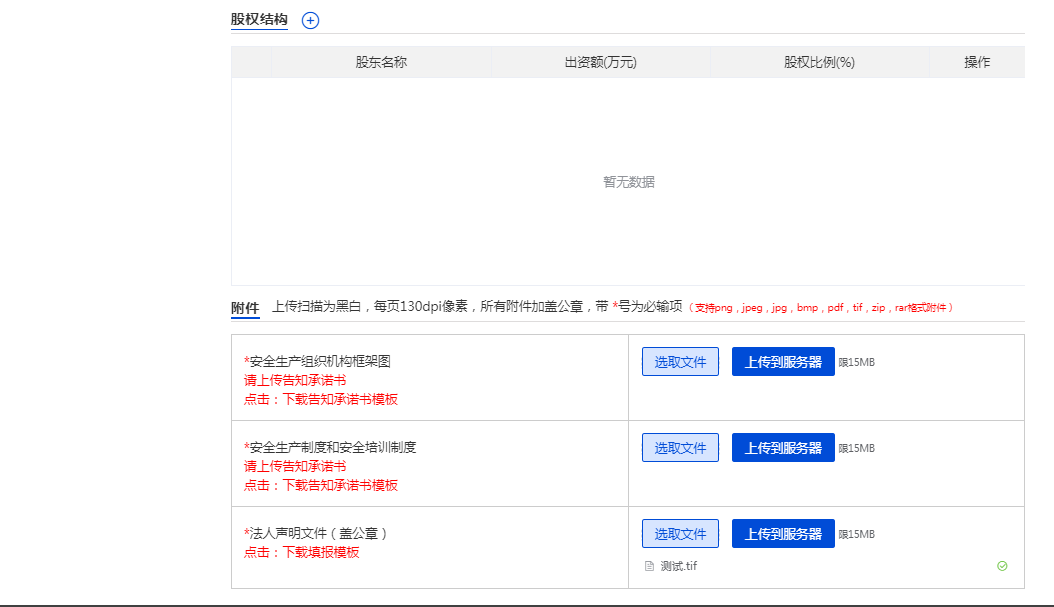 股权结构
股东名称 出资额(万元) 股权比例(%) 操作
暂无数据
附件 上传扫描为黑白，每页130dpi像素，所有附件加盖公章，带 *号为必输项（支持png，jpeg，jpg，bmp，pdf，tif，zip，rar格式附件）
*安全生产组织机构框架图
请上传告知承诺书
点击：下载告知承诺书模板
选取文件 上传到服务器 限15MB
*安全生产制度和安全培训制度
请上传告知承诺书
点击：下载告知承诺书模板
选取文件 上传到服务器 限15MB
*法人声明文件（盖公章）
点击：下载填报模板
选取文件 上传到服务器 限15MB
测试.tif